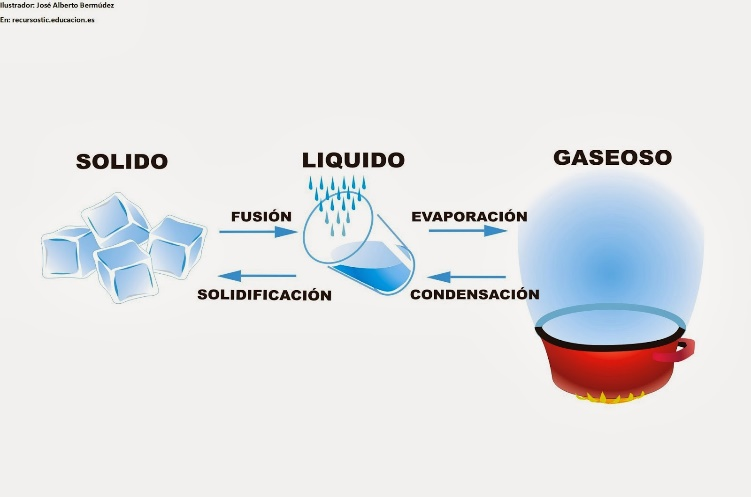 Ilustrador: José Alberto Bermúdez
En: recursostic.educacion.es
SOLIDO
LIQUIDO
GASEOSO
FUSIÓN
EVAPORACIÓN
SOLIDIFICACIÓN
CONDENSACIÓN